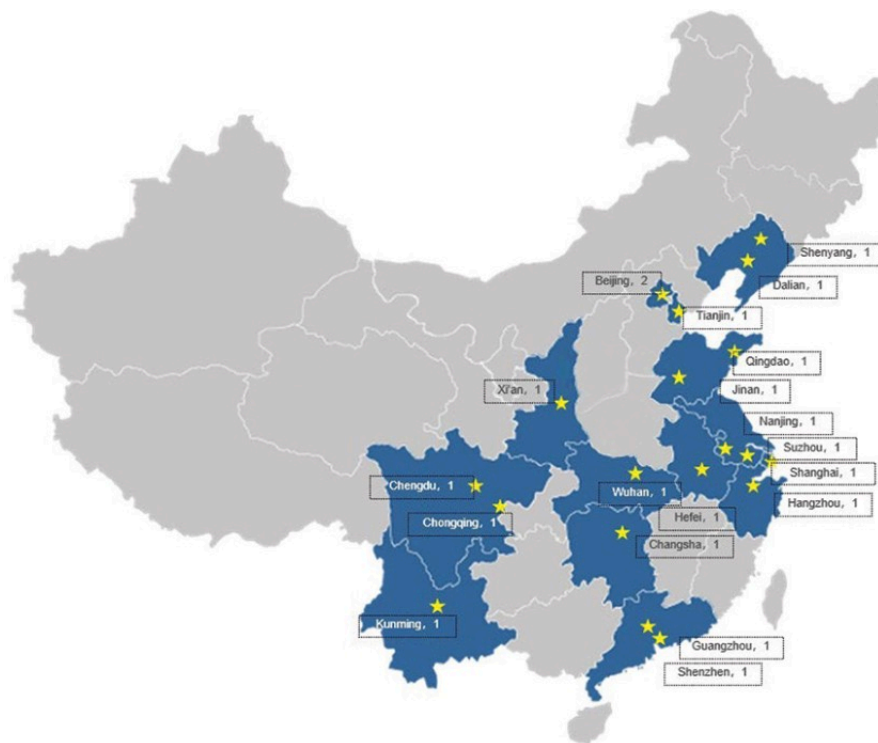 Shenyang, 1
Beijing, 2
Dalian, 1
Tianjin, 1
Qingdao, 1
Xi'an, 1
Jinan, 1
Nanjing, 1
Suzhou, 1
Shanghai, 1
Chengdu, 1
Wuhan, 1
Hangzhou, 1
Hefei, 1
Chongqing, 1
Changsha, 1
Kunming, 1
Guangzhou, 1
Shenzhen, 1